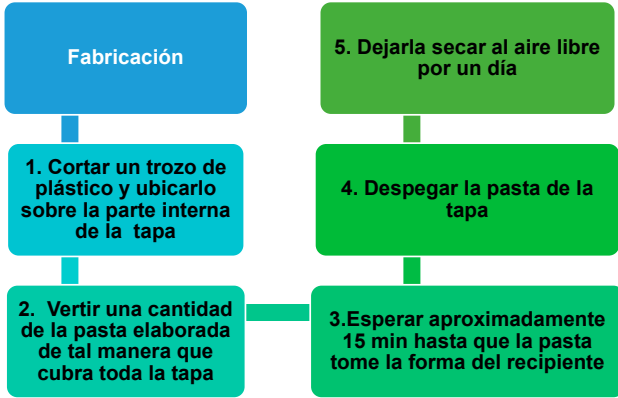 Fabricación
1. Cortar un trozo de
plástico y ubicarlo
sobre la parte interna
de la tapa
2. Vertir una cantidad
de la pasta elaborada
de tal manera que
cubra toda la tapa
3.Esperar aproximadamente
15 min hasta que la pasta
tome la forma del recipiente
4. Despegar la pasta de la
tapa
5. Dejarla secar al aire libre
por un día